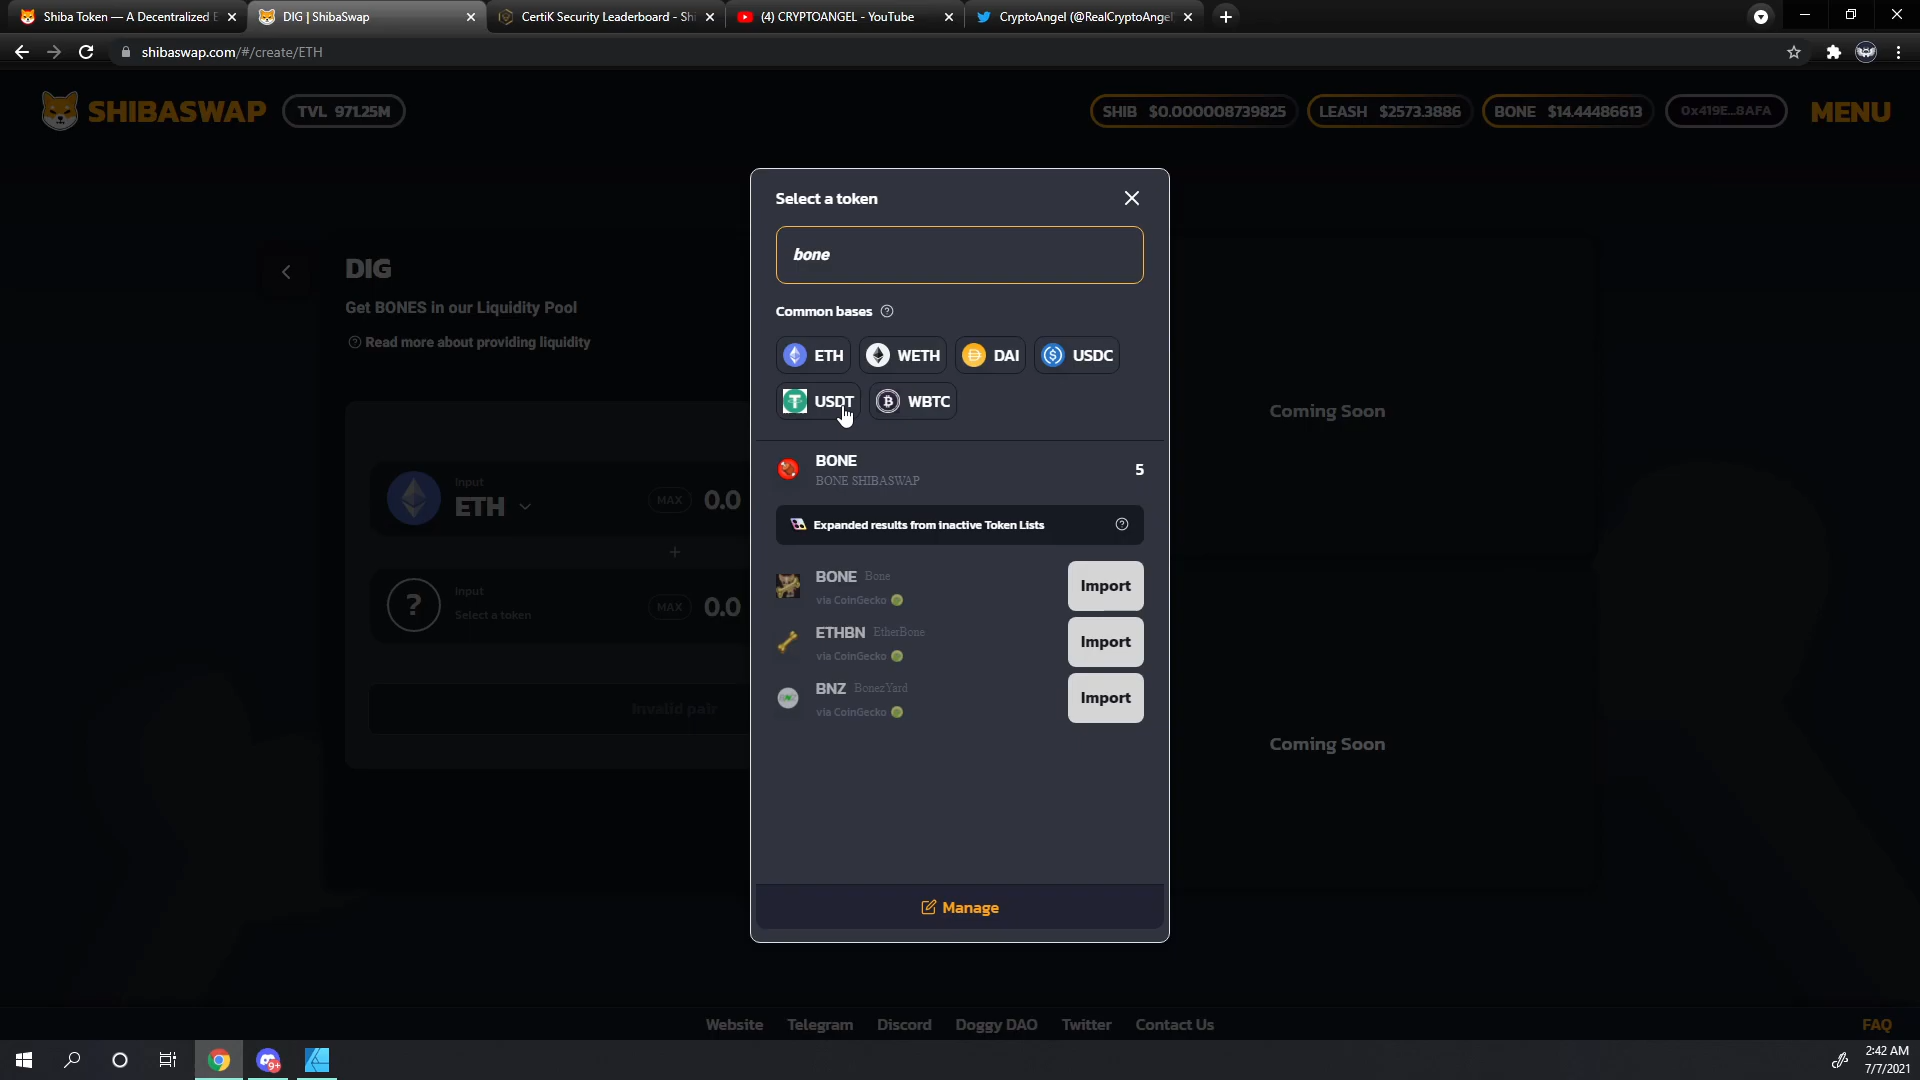 Shiba Token — A Decentralized E
DIG | ShibaSwap
CertiK Security Leaderboard - Shi
(4) CRYPTOANGEL - YouTube
CryptoAngel (@RealCryptoAngel
shibaswap.com/#/create/ETH
SHIBASWAP
TVL 971.25M
SHIB $0.000008739825
LEASH $2573.3886
BONE $14.44486613
0x419E...8AFA
MENU
Select a token
bone
DIG
Get BONES in our Liquidity Pool
Read more about providing liquidity
Common bases
ETH
WETH
DAI
USDC
USDT
WBTC
Coming Soon
Input
ETH
MAX
0.0
+
Input
Select a token
MAX
0.0
Invalid pair
BONE
BONE SHIBASWAP
5
Expanded results from inactive Token Lists
BONE Bone
via CoinGecko
Import
ETHBN EtherBone
via CoinGecko
Import
BNZ BonezYard
via CoinGecko
Import
Coming Soon
Manage
Website
Telegram
Discord
Doggy DAO
Twitter
Contact Us
FAQ
9+
2:42 AM
7/7/2021